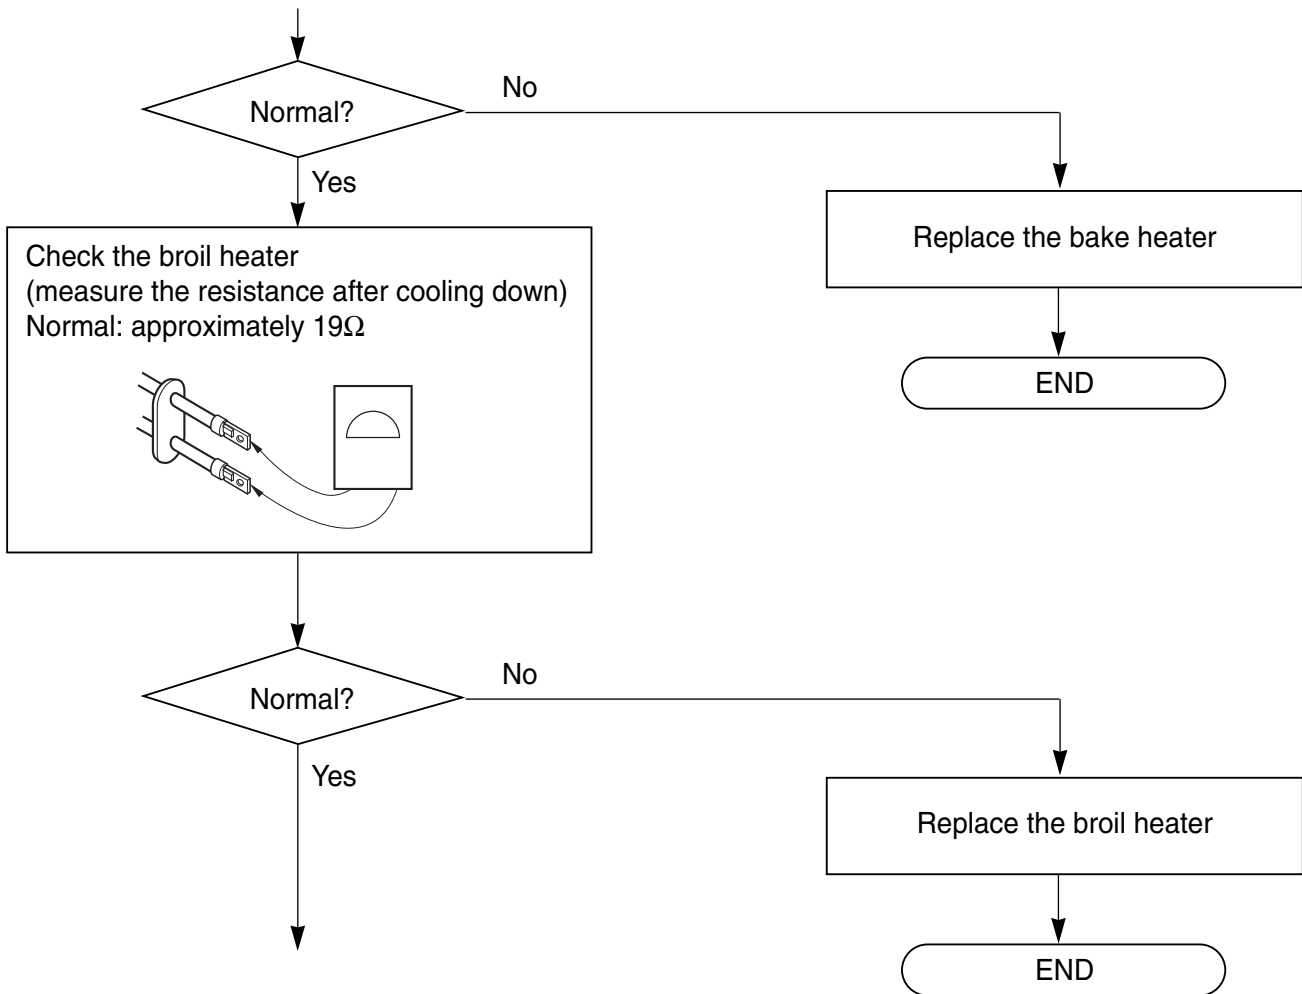 Normal?
No
Yes
Replace the bake heater
END
Check the broil heater
(measure the resistance after cooling down)
Normal: approximately 19Ω
Normal?
No
Yes
Replace the broil heater
END